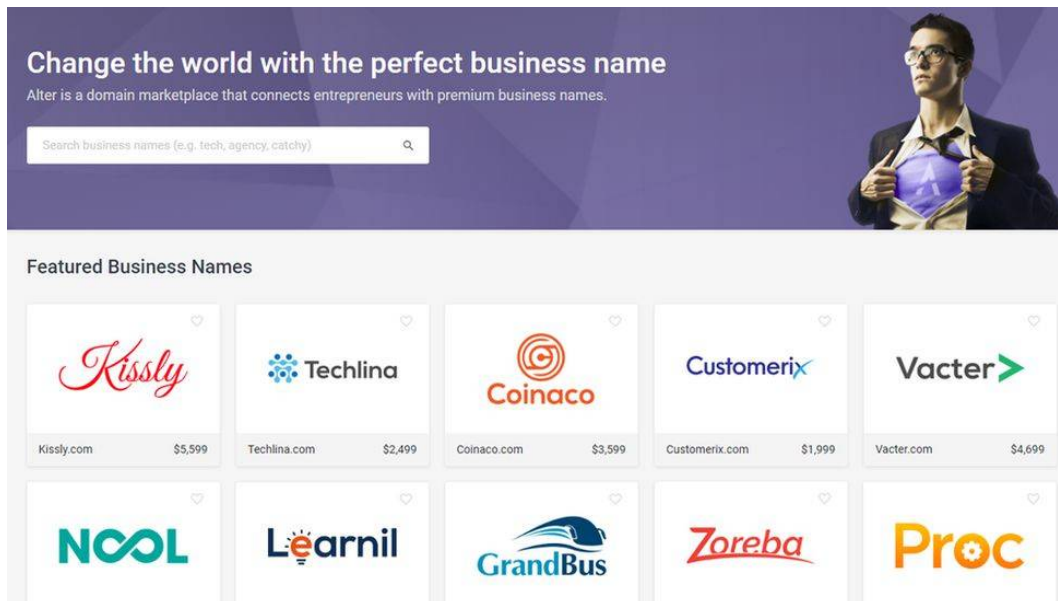 Change the world with the perfect business name
Alter is a domain marketplace that connects entrepreneurs with premium business names.
Search business names (e.g. tech, agency, catchy)
Featured Business Names
Kissly
Techlina
Coinaco
Customerix
Vacter
Kissly.com $5,599
Techlina.com $2,499
Coinaco.com $3,599
Customerix.com $1,999
Vacter.com $4,699
NOOL
Learnil
GrandBus
Zoreba
Proc